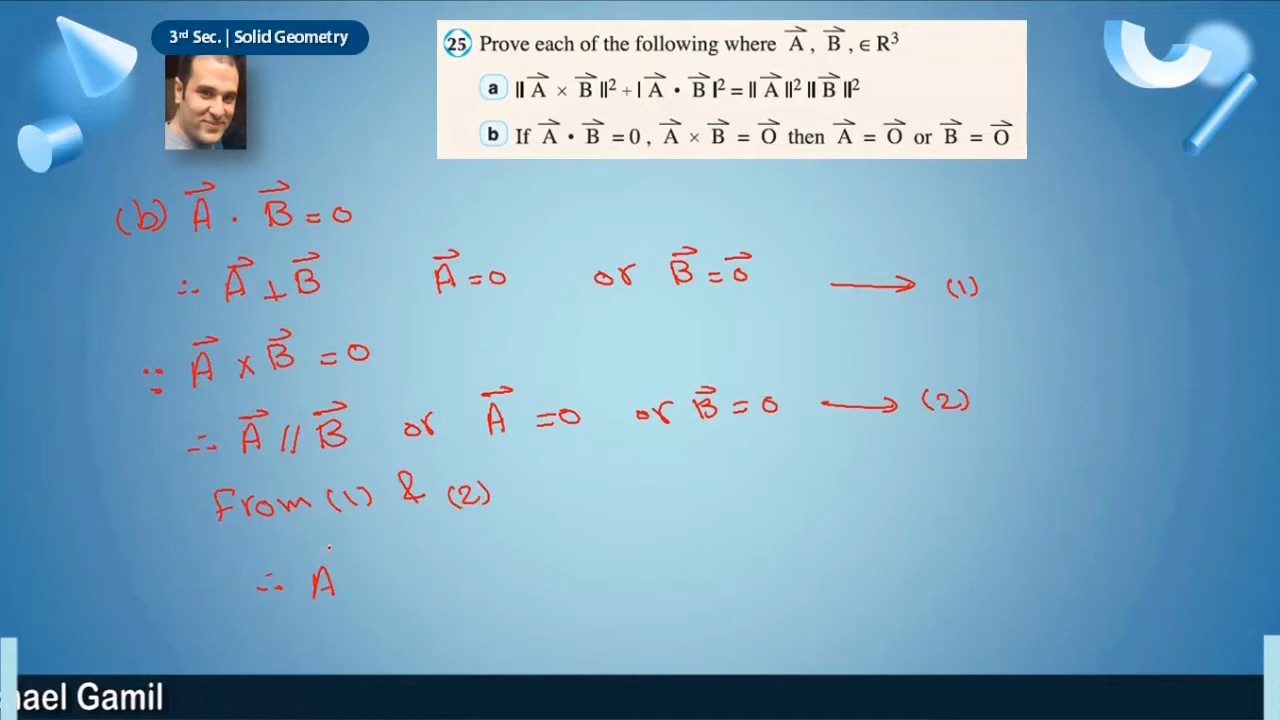 3rd Sec. | Solid Geometry
25 Prove each of the following where A⃗ , B⃗ , ∈ R³
a ‖ A⃗ × B⃗ ‖² + | A⃗ · B⃗ |² = ‖ A⃗ ‖² ‖ B⃗ ‖²
b If A⃗ · B⃗ = 0 , A⃗ × B⃗ = O⃗ then A⃗ = O⃗ or B⃗ = O⃗
(b) A⃗ . B⃗ = 0
∴ A⃗ ⊥ B⃗ A⃗ = 0 or B⃗ = 0⃗ → (1)
∵ A⃗ × B⃗ = 0
∴ A⃗ // B⃗ or A⃗ = 0 or B⃗ = 0 → (2)
From (1) & (2)
∴ A
Gamil